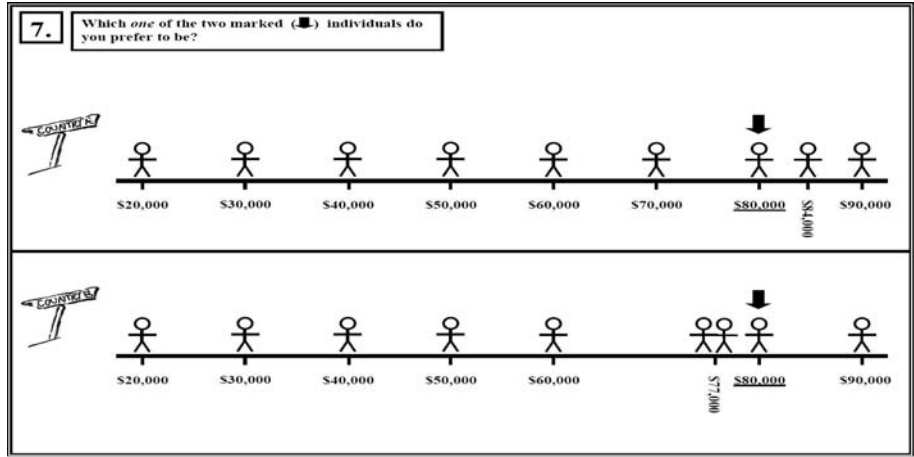 7.
Which one of the two marked (⬇) individuals do
you prefer to be?
COUNTRY A
$20,000 $30,000 $40,000 $50,000 $60,000 $70,000 $80,000 $84,000 $90,000
COUNTRY B
$20,000 $30,000 $40,000 $50,000 $60,000 $77,000 $80,000 $90,000